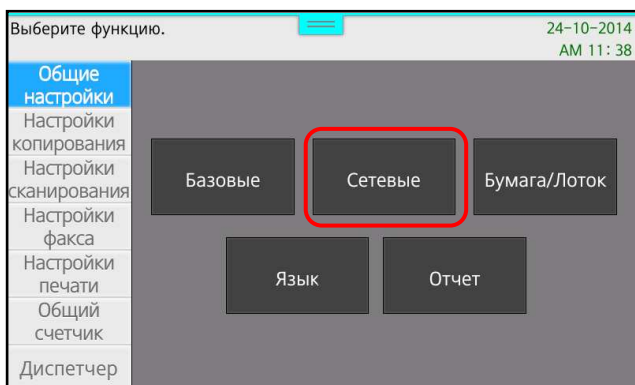 Выберите функцию.
24-10-2014
AM 11:38
Общие
настройки
Настройки
копирования
Настройки
сканирования
Настройки
факса
Настройки
печати
Общий
счетчик
Диспетчер
Базовые
Сетевые
Бумага/Лоток
Язык
Отчет